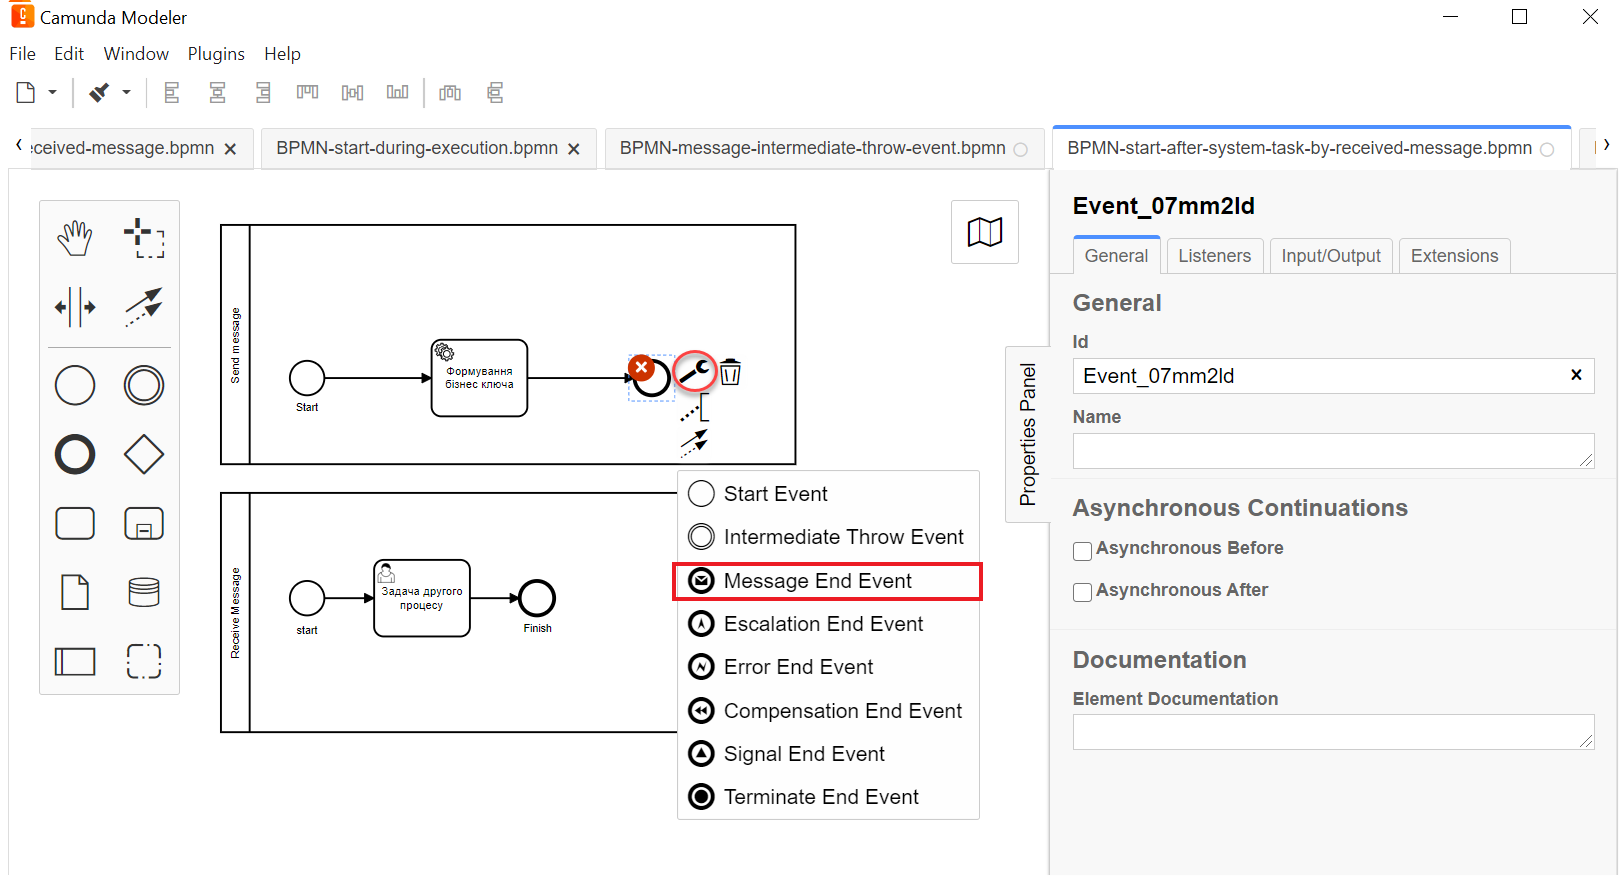 Camunda Modeler
File Edit Window Plugins Help
eceived-message.bpmn
BPMN-start-during-execution.bpmn
BPMN-message-intermediate-throw-event.bpmn
BPMN-start-after-system-task-by-received-message.bpmn
Send message
Start
Формування
бізнес ключа
Receive Message
start
Задача другого
процесу
Finish
Start Event
Intermediate Throw Event
Message End Event
Escalation End Event
Error End Event
Compensation End Event
Signal End Event
Terminate End Event
Properties Panel
Event_07mm2ld
General Listeners Input/Output Extensions
General
Id
Event_07mm2ld
Name
Asynchronous Continuations
Asynchronous Before
Asynchronous After
Documentation
Element Documentation